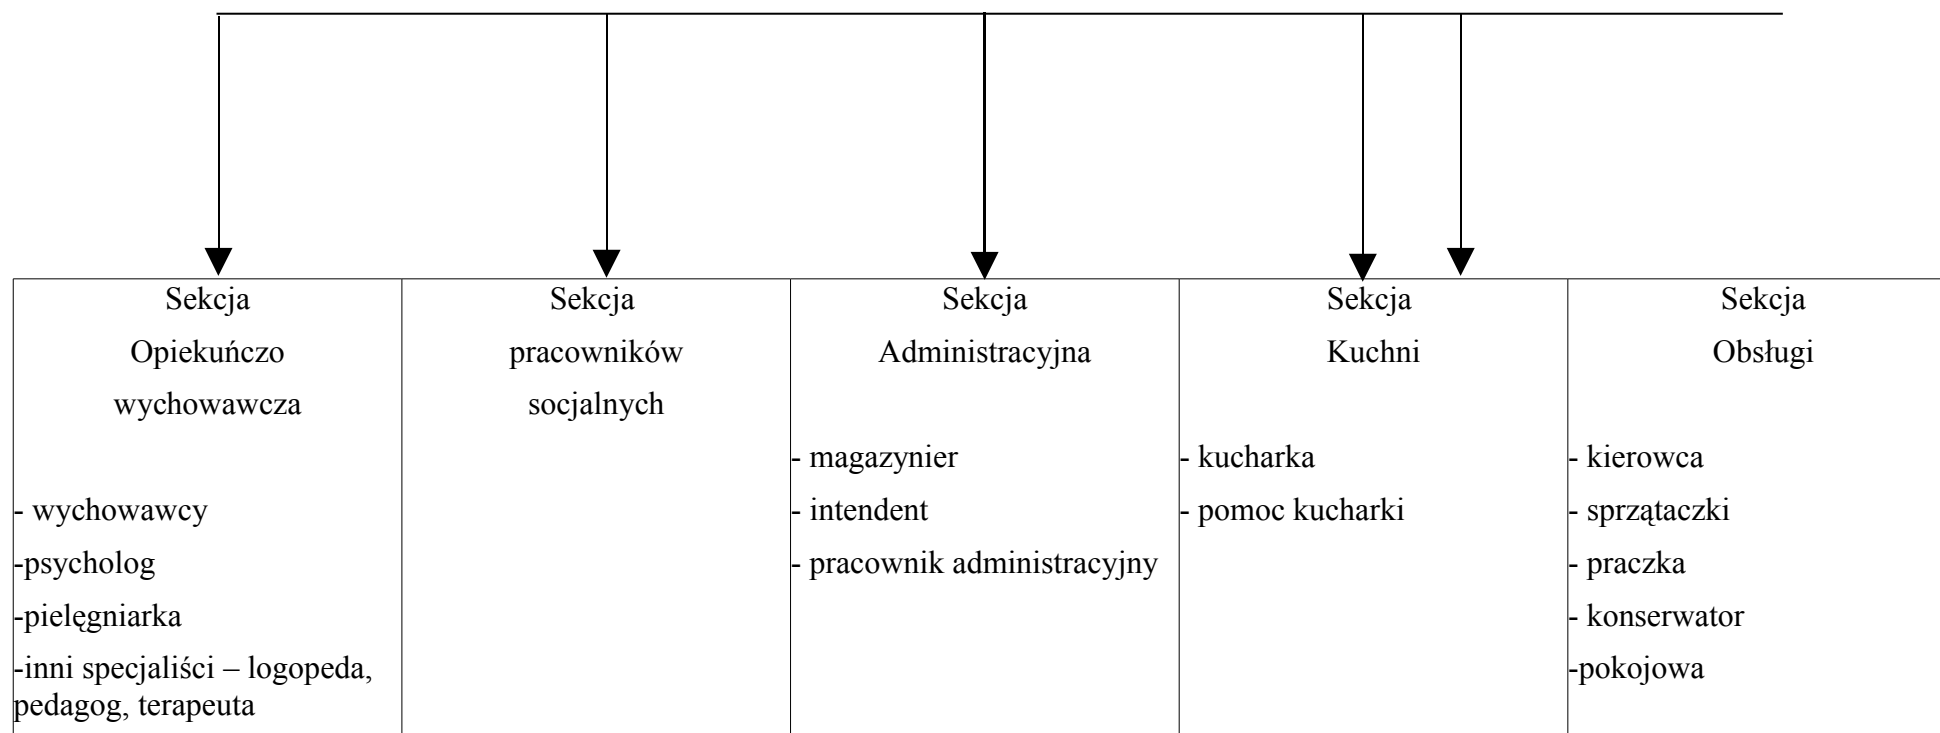 Sekcja
Opiekuńczo
wychowawcza
- wychowawcy
-psycholog
-pielęgniarka
-inni specjaliści – logopeda,
pedagog, terapeuta
Sekcja
pracowników
socjalnych
Sekcja
Administracyjna
- magazynier
- intendent
- pracownik administracyjny
Sekcja
Kuchni
- kucharka
- pomoc kucharki
Sekcja
Obsługi
- kierowca
- sprzątaczki
- praczka
- konserwator
-pokojowa